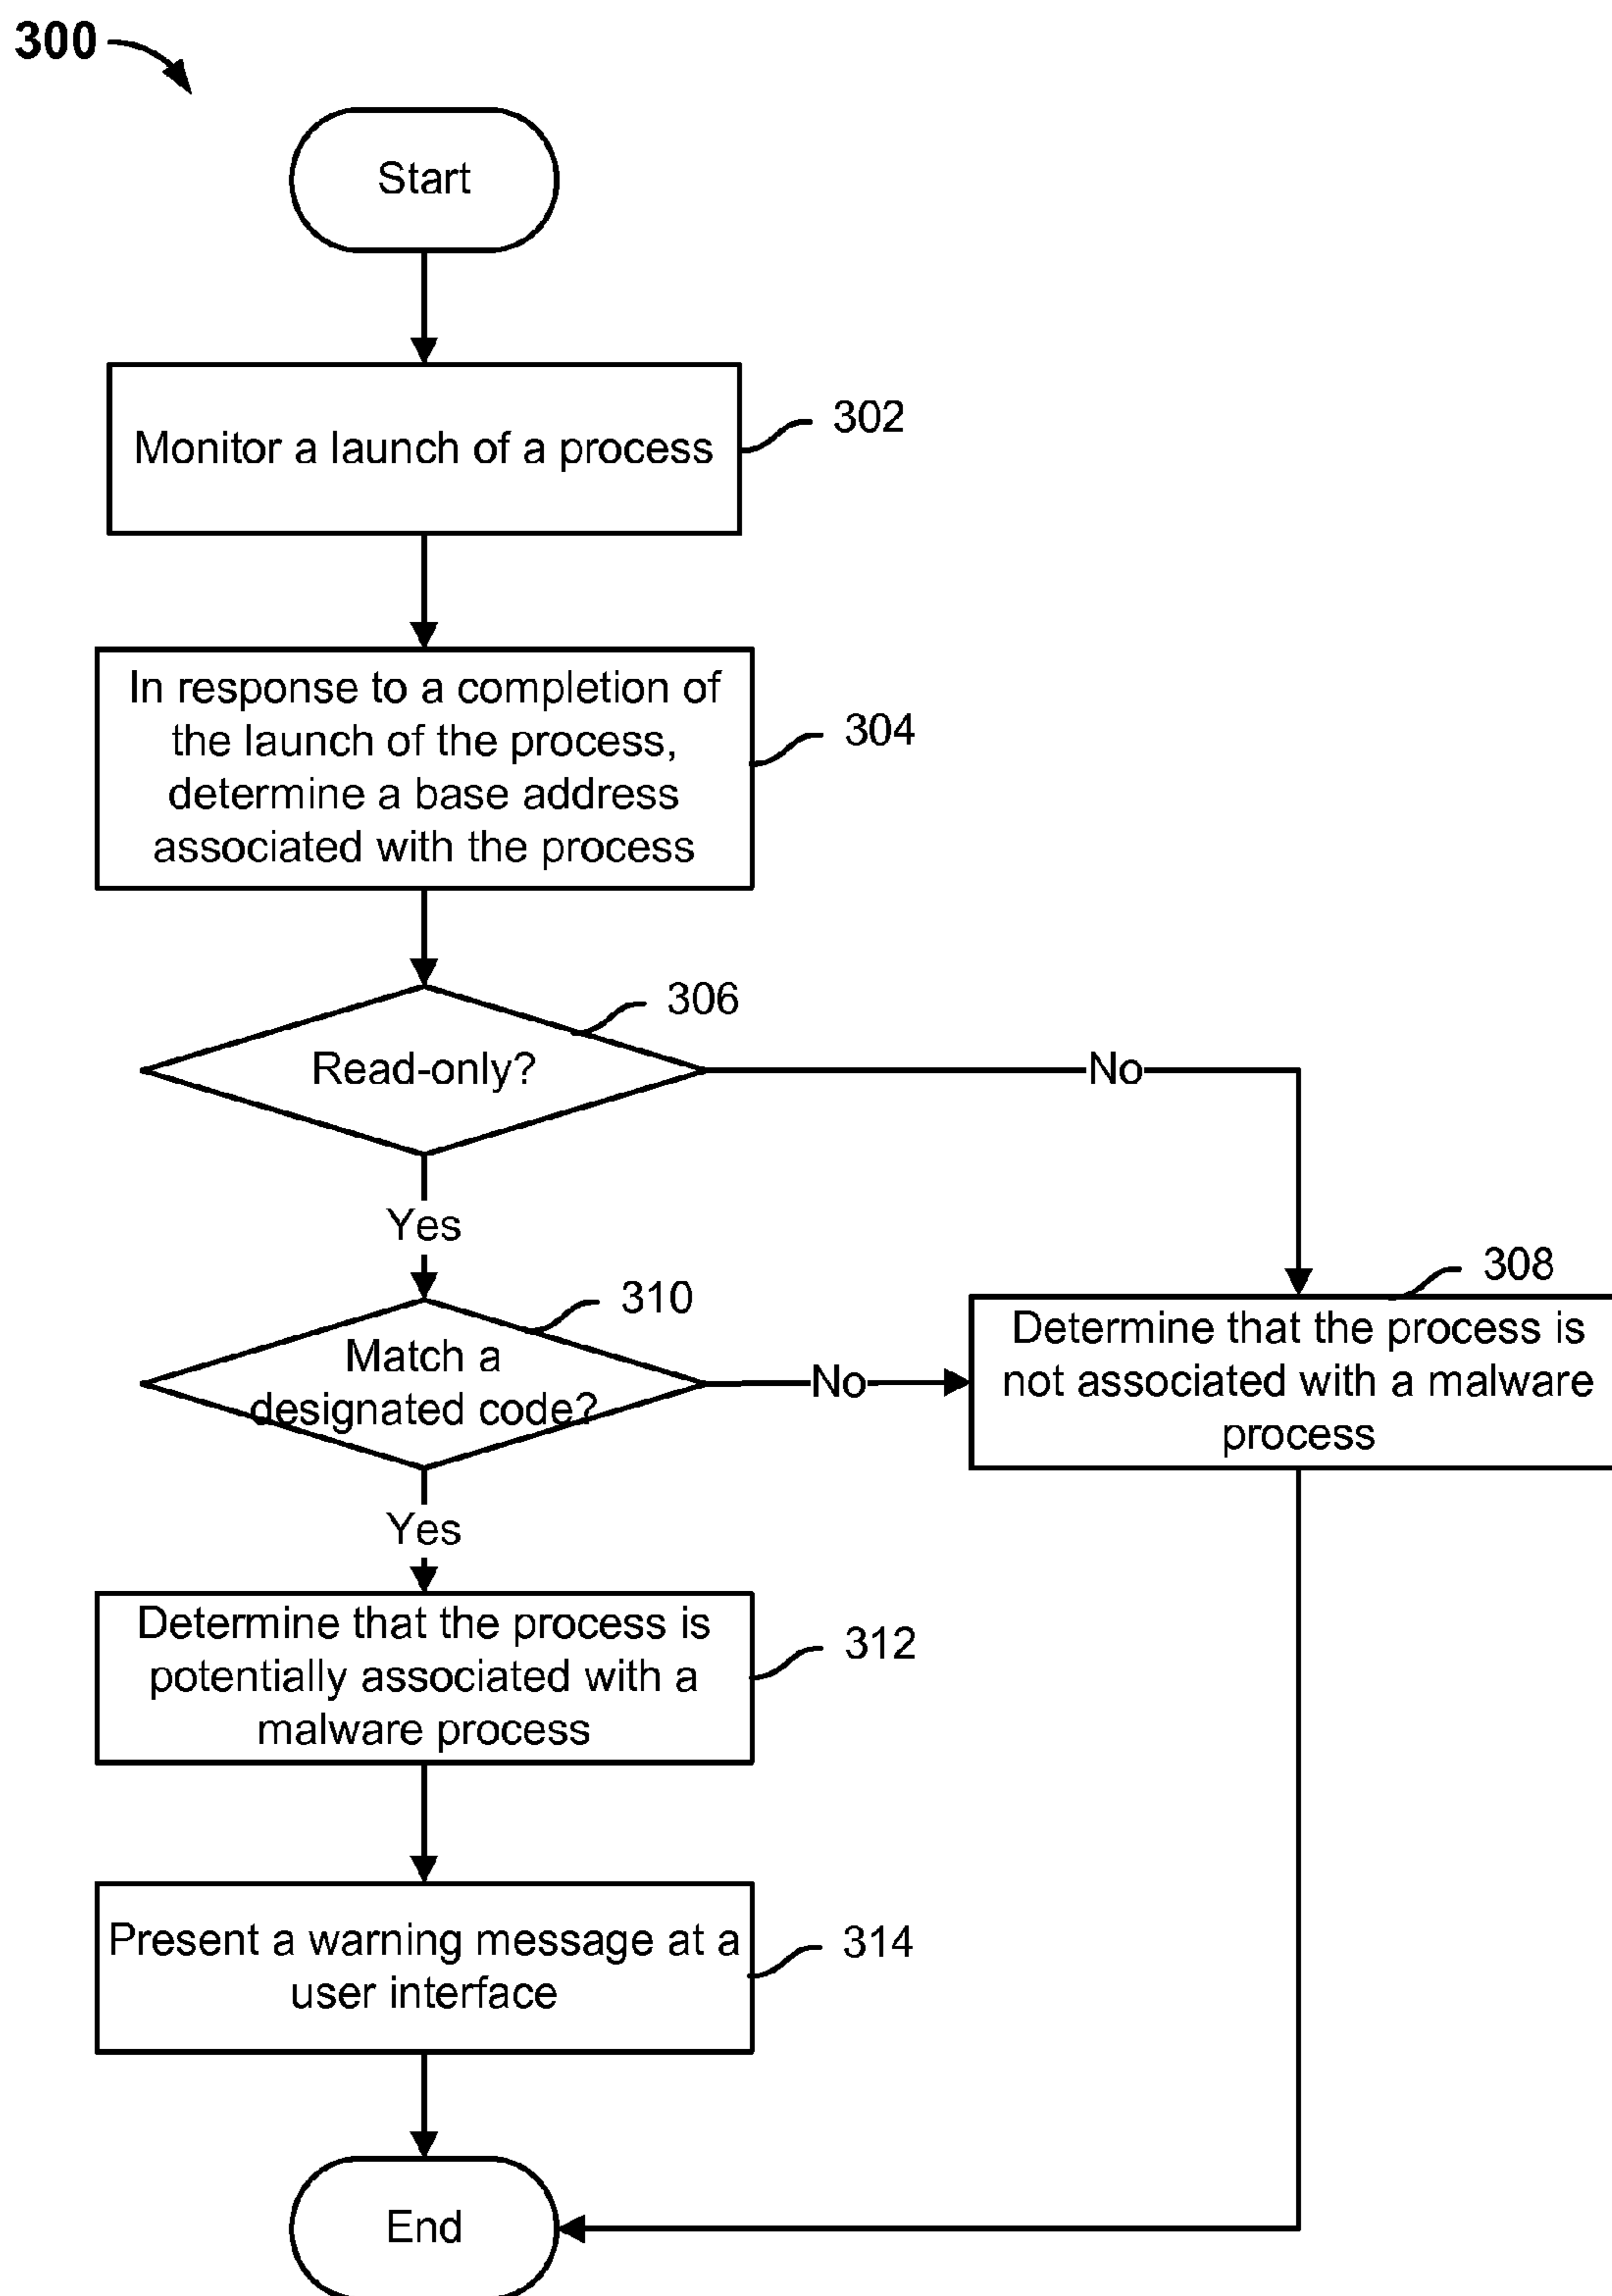 300
Start
Monitor a launch of a process
302
In response to a completion of
the launch of the process,
determine a base address
associated with the process
304
306
Read-only?
No
Yes
310
Match a
designated code?
No
308
Determine that the process is
not associated with a malware
process
Yes
Determine that the process is
potentially associated with a
malware process
312
Present a warning message at a
user interface
314
End